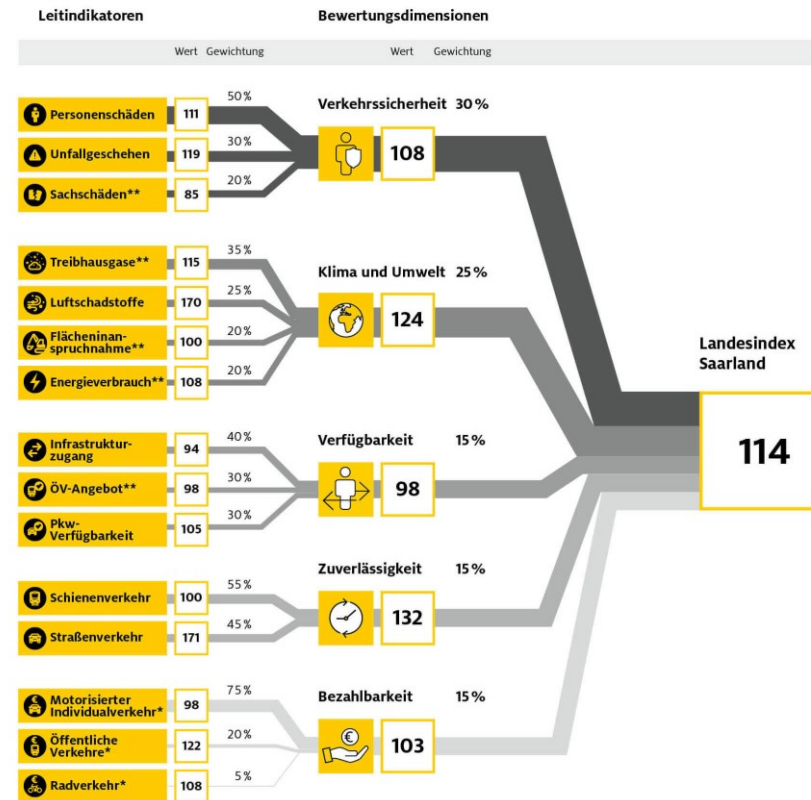 Leitindikatoren
Bewertungsdimensionen
Wert Gewichtung
Wert Gewichtung
Personenschäden 111 50 %
Unfallgeschehen 119 30 %
Sachschäden** 85 20 %
Verkehrssicherheit 30 %
108
Treibhausgase** 115 35 %
Luftschadstoffe 170 25 %
Flächeninan-
spruchnahme** 100 20 %
Energieverbrauch** 108 20 %
Klima und Umwelt 25 %
124
Infrastruktur-
zugang 94 40 %
ÖV-Angebot** 98 30 %
Pkw-
Verfügbarkeit 105 30 %
Verfügbarkeit 15 %
98
Schienenverkehr 100 55 %
Straßenverkehr 171 45 %
Zuverlässigkeit 15 %
132
Motorisierter
Individualverkehr* 98 75 %
Öffentliche
Verkehre* 122 20 %
Radverkehr* 108 5 %
Bezahlbarkeit 15 %
€
103
Landesindex
Saarland
114